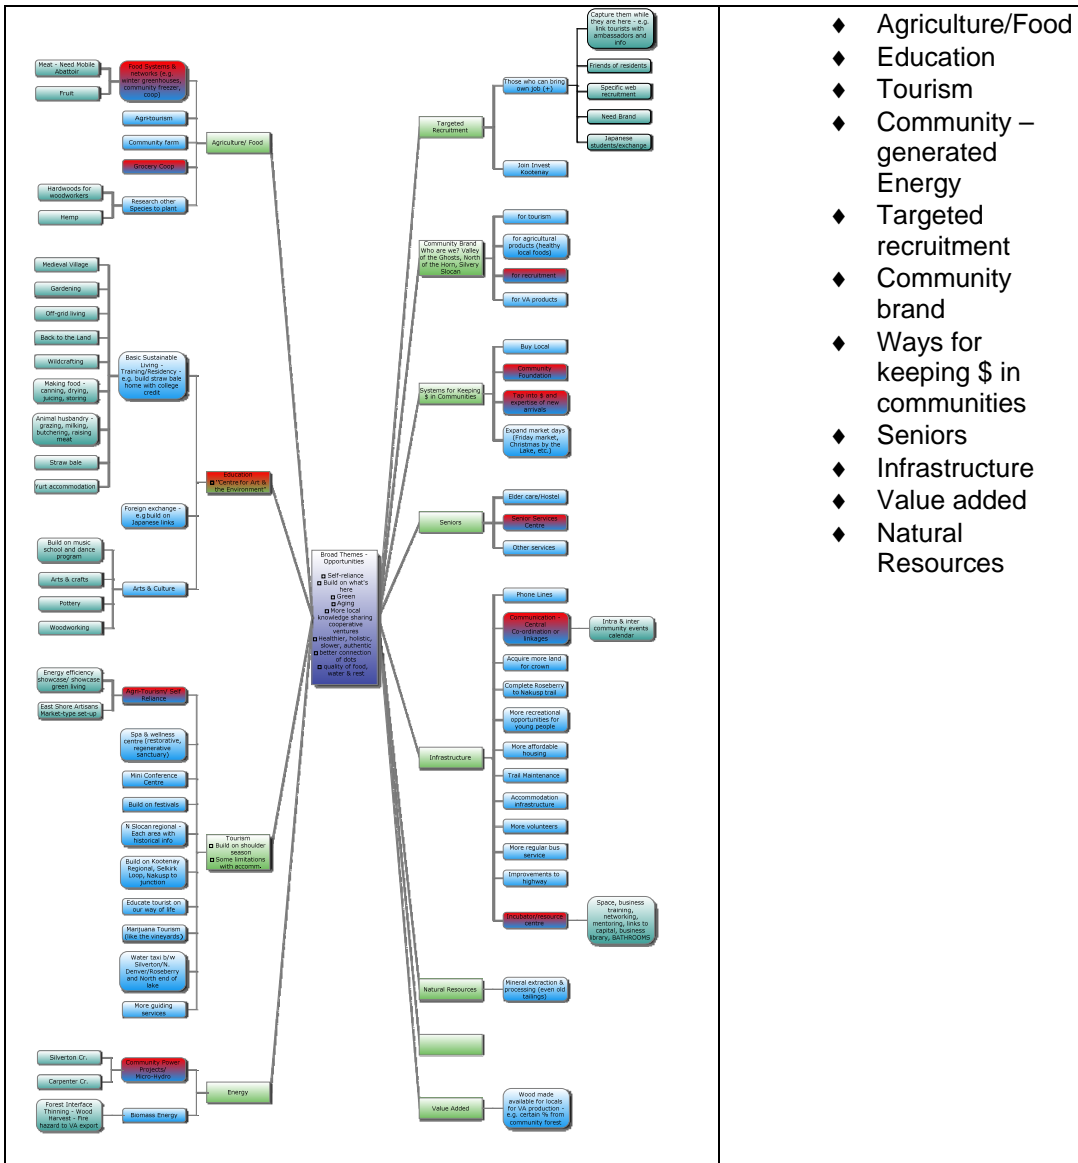 Meat - Need Mobile
Abattoir
Fruit
Food Systems &
networks (e.g.
winter greenhouses,
community freezer,
coop)
Agri-tourism
Community farm
Grocery Coop
Hardwoods for
woodworkers
Hemp
Research other
Species to plant
Agriculture/ Food
Medieval Village
Gardening
Off-grid living
Back to the Land
Wildcrafting
Making food -
canning, drying,
juicing, storing
Animal husbandry -
grazing, milking,
butchering, raising
meat
Straw bale
Yurt accommodation
Basic Sustainable
Living -
Training/Residency -
e.g. build straw bale
home with college
credit
Foreign exchange -
e.g build on
Japanese links
Build on music
school and dance
program
Arts & crafts
Pottery
Woodworking
Arts & Culture
Education
"Centre for Art &
the Environment"
Energy efficiency
showcase/ showcase
green living
East Shore Artisans
Market-type set-up
Agri-Tourism/ Self
Reliance
Spa & wellness
centre (restorative,
regenerative
sanctuary)
Mini Conference
Centre
Build on festivals
N Slocan regional -
Each area with
historical info
Build on Kootenay
Regional, Selkirk
Loop, Nakusp to
junction
Educate tourist on
our way of life
Marijuana Tourism
(like the vineyards)
Water taxi b/w
Silverton/N.
Denver/Roseberry
and North end of
lake
More guiding
services
Tourism
Build on shoulder
season
Some limitations
with accomm.
Silverton Cr.
Carpenter Cr.
Community Power
Projects/
Micro-Hydro
Forest Interface
Thinning - Wood
Harvest - Fire
hazard to VA export
Biomass Energy
Energy
Broad Themes -
Opportunities
Self-reliance
Build on what's
here
Green
Aging
More local
knowledge sharing
cooperative
ventures
Healthier, holistic,
slower, authentic
better connection
of dots
quality of food,
water & rest
Targeted
Recruitment
Those who can bring
own job (+)
Capture them while
they are here - e.g.
link tourists with
ambassadors and
info
Friends of residents
Specific web
recruitment
Need Brand
Japanese
students/exchange
Join Invest
Kootenay
Community Brand
Who are we? Valley
of the Ghosts, North
of the Horn, Silvery
Slocan
for tourism
for agricultural
products (healthy
local foods)
for recruitment
for VA products
Systems for Keeping
$ in Communities
Buy Local
Community
Foundation
Tap into $ and
expertise of new
arrivals
Expand market days
(Friday market,
Christmas by the
Lake, etc.)
Seniors
Elder care/Hostel
Senior Services
Centre
Other services
Infrastructure
Phone Lines
Communication -
Central
Co-ordination or
linkages
Intra & inter
community events
calendar
Acquire more land
for crown
Complete Roseberry
to Nakusp trail
More recreational
opportunities for
young people
More affordable
housing
Trail Maintenance
Accommodation
infrastructure
More volunteers
More regular bus
service
Improvements to
highway
Incubator/resource
centre
Space, business
training,
networking,
mentoring, links to
capital, business
library, BATHROOMS
Natural Resources
Mineral extraction &
processing (even old
tailings)
Value Added
Wood made
available for locals
for VA production -
e.g. certain % from
community forest
♦ Agriculture/Food
♦ Education
♦ Tourism
♦ Community –
generated
Energy
♦ Targeted
recruitment
♦ Community
brand
♦ Ways for
keeping $ in
communities
♦ Seniors
♦ Infrastructure
♦ Value added
♦ Natural
Resources